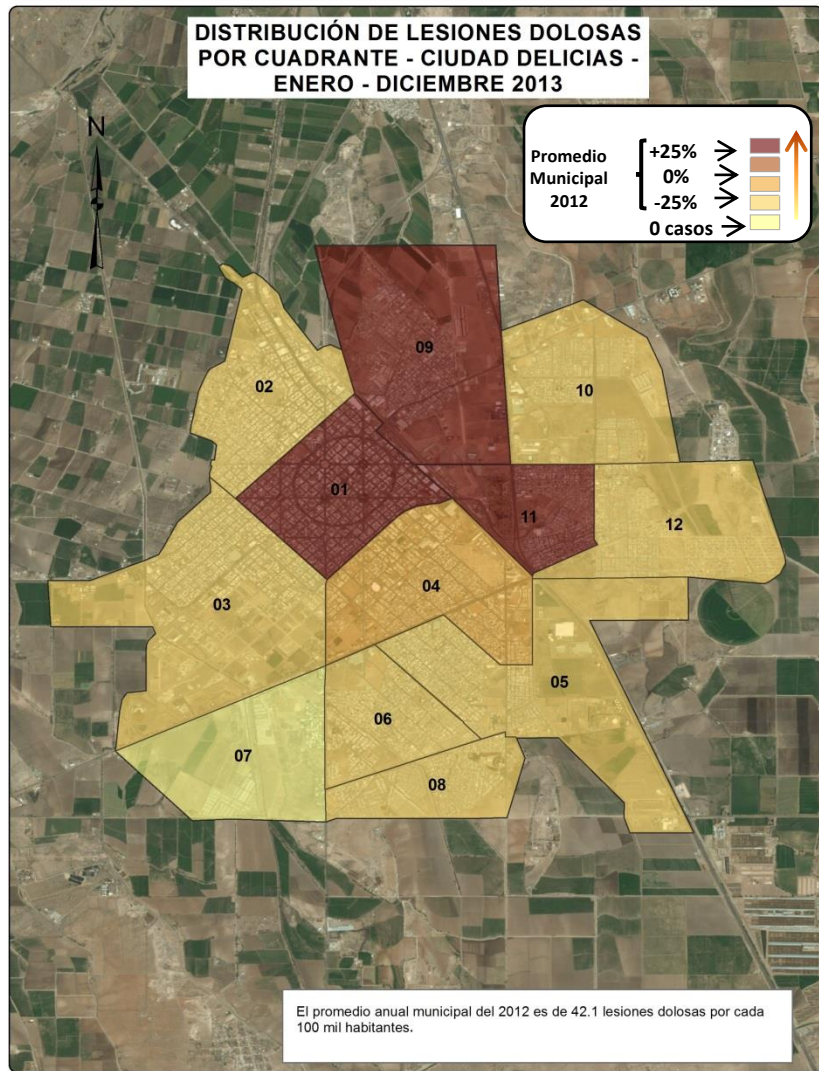 DISTRIBUCIÓN DE LESIONES DOLOSAS
POR CUADRANTE - CIUDAD DELICIAS -
ENERO - DICIEMBRE 2013
N
Promedio
Municipal
2012
+25%
0%
-25%
0 casos
09
02
10
01
11
12
04
03
05
06
07
08
El promedio anual municipal del 2012 es de 42.1 lesiones dolosas por cada
100 mil habitantes.